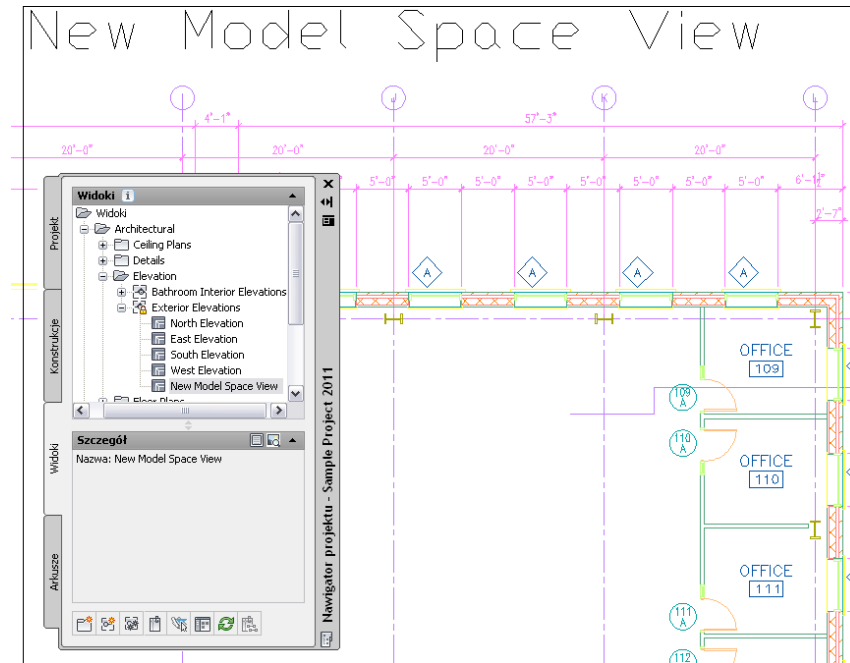 New Model Space View
J
K
L
4'-1"
57'-3"
20'-0"
20'-0"
20'-0"
20'-0"
5'-0"
5'-0"
5'-0"
5'-0"
5'-0"
5'-0"
5'-0"
5'-0"
2'-7"
A
A
A
A
Projekt
Konstrukcje
Widoki
Arkusze
Widoki
Widoki
Architectural
Ceiling Plans
Details
Elevation
Bathroom Interior Elevations
Exterior Elevations
North Elevation
East Elevation
South Elevation
West Elevation
New Model Space View
Floor Plans
Szczegół
Nazwa: New Model Space View
Nawigator projektu - Sample Project 2011
OFFICE
109
109
A
110
A
OFFICE
110
OFFICE
111
111
A
112